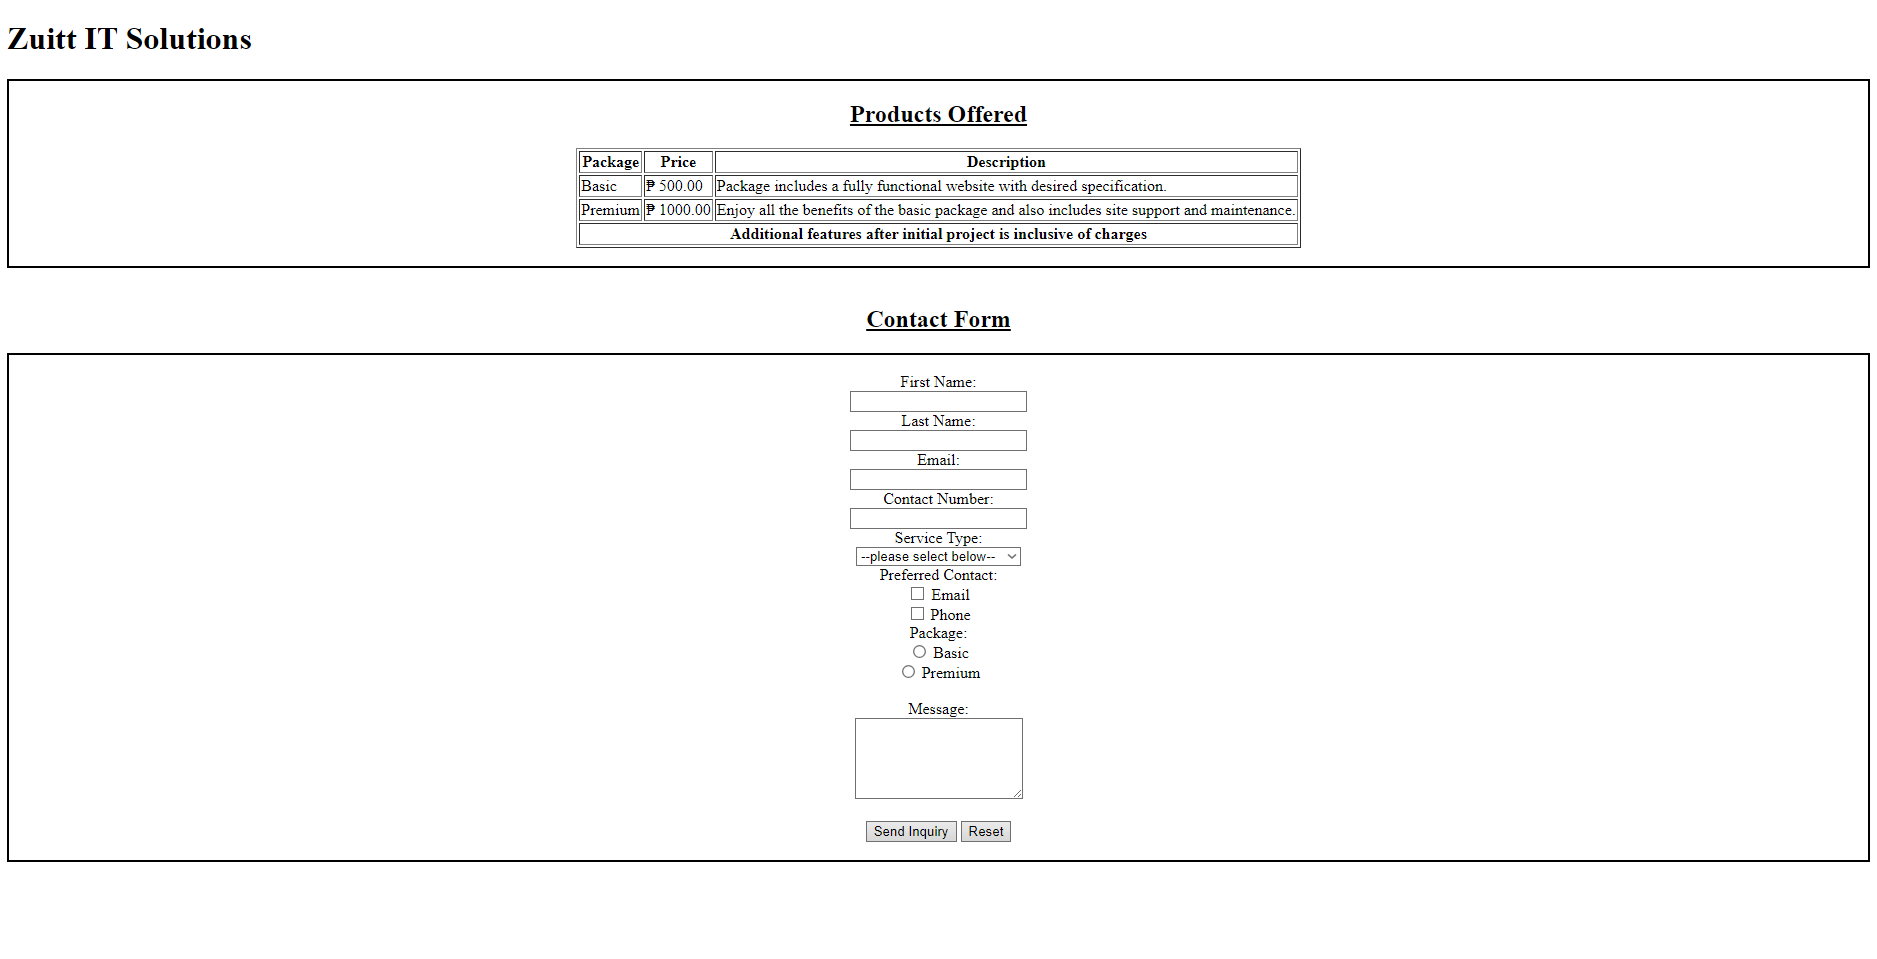 Zuitt IT Solutions
Products Offered
Package Price Description
Basic ₱ 500.00 Package includes a fully functional website with desired specification.
Premium ₱ 1000.00 Enjoy all the benefits of the basic package and also includes site support and maintenance.
Additional features after initial project is inclusive of charges
Contact Form
First Name:
Last Name:
Email:
Contact Number:
Service Type:
--please select below--
Preferred Contact:
Email
Phone
Package:
Basic
Premium
Message:
Send Inquiry Reset